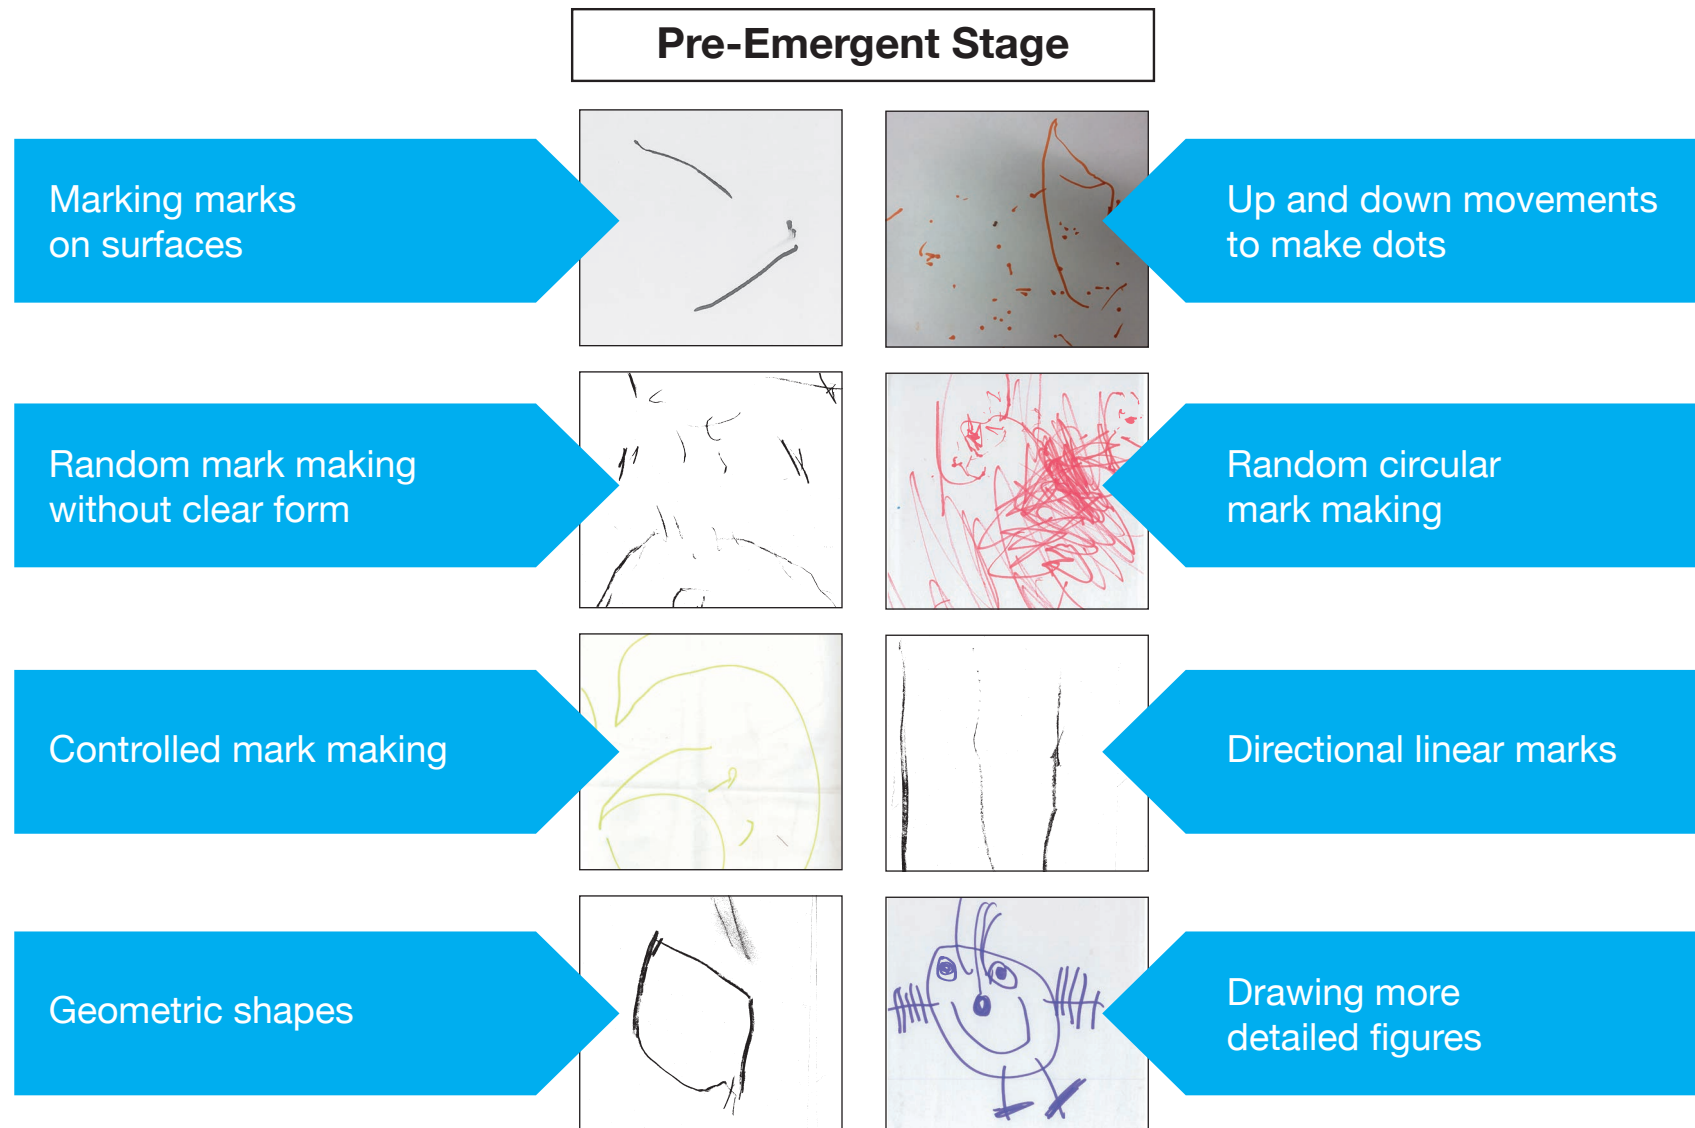 Pre-Emergent Stage
Marking marks
on surfaces
Up and down movements
to make dots
Random mark making
without clear form
Random circular
mark making
Controlled mark making
Directional linear marks
Geometric shapes
Drawing more
detailed figures